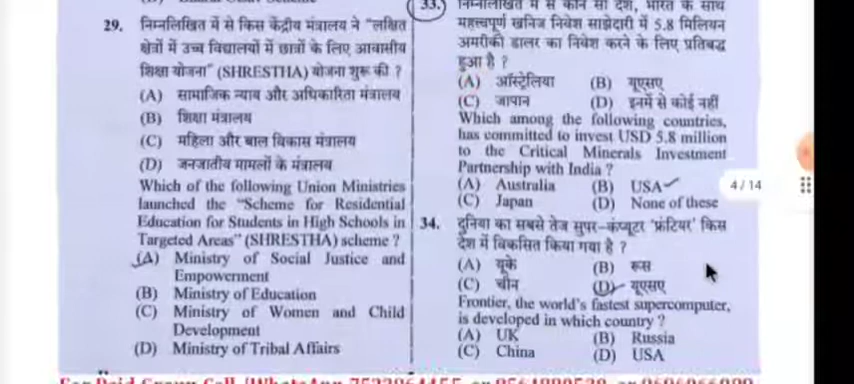 29. निम्नलिखित में से किस केंद्रीय मंत्रालय ने "लक्षित
क्षेत्रों में उच्च विद्यालयों में छात्रों के लिए आवासीय
शिक्षा योजना" (SHRESTHA) योजना शुरू की ?
(A) सामाजिक न्याय और अधिकारिता मंत्रालय
(B) शिक्षा मंत्रालय
(C) महिला और बाल विकास मंत्रालय
(D) जनजातीय मामलों के मंत्रालय
Which of the following Union Ministries
launched the "Scheme for Residential
Education for Students in High Schools in
Targeted Areas" (SHRESTHA) scheme ?
(A) Ministry of Social Justice and
Empowerment
(B) Ministry of Education
(C) Ministry of Women and Child
Development
(D) Ministry of Tribal Affairs
33. निम्नलिखित में से कौन सा देश, भारत के साथ
महत्त्वपूर्ण खनिज निवेश साझेदारी में 5.8 मिलियन
अमरीकी डालर का निवेश करने के लिए प्रतिबद्ध
हुआ है ?
(A) ऑस्ट्रेलिया (B) यूएसए
(C) जापान (D) इनमें से कोई नहीं
Which among the following countries,
has committed to invest USD 5.8 million
to the Critical Minerals Investment
Partnership with India ?
(A) Australia (B) USA
(C) Japan (D) None of these
34. दुनिया का सबसे तेज सुपर-कंप्यूटर 'फ्रंटियर' किस
देश में विकसित किया गया है ?
(A) यूके (B) रूस
(C) चीन (D) यूएसए
Frontier, the world's fastest supercomputer,
is developed in which country ?
(A) UK (B) Russia
(C) China (D) USA
4/14